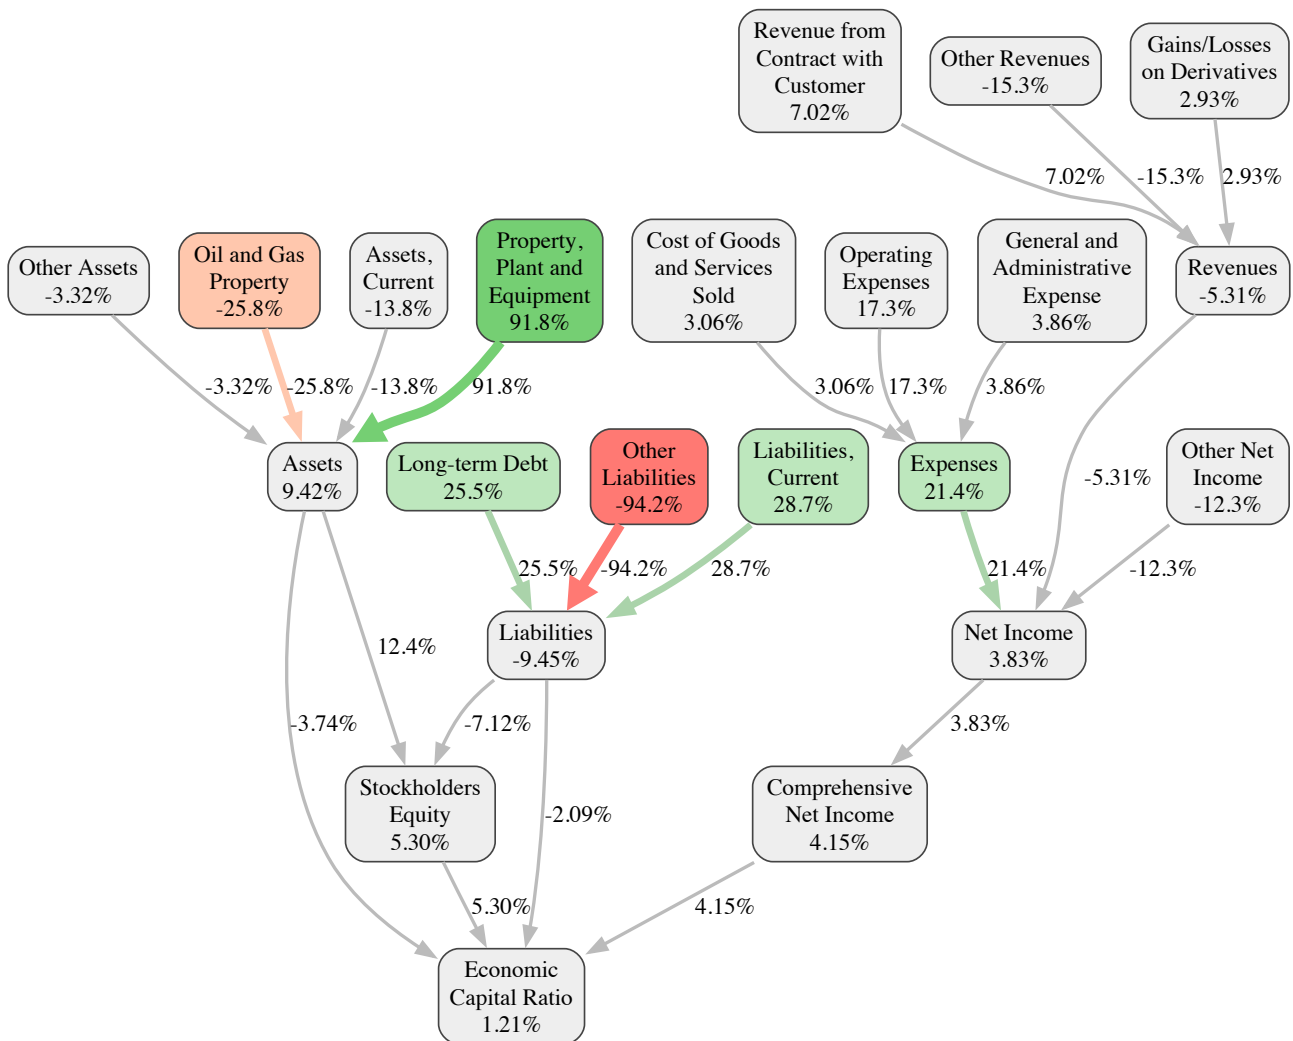 Revenue from
Contract with
Customer
7.02%
Other Revenues
-15.3%
Gains/Losses
on Derivatives
2.93%
7.02%
-15.3%
2.93%
Other Assets
-3.32%
Oil and Gas
Property
-25.8%
Assets,
Current
-13.8%
Property,
Plant and
Equipment
91.8%
Cost of Goods
and Services
Sold
3.06%
Operating
Expenses
17.3%
General and
Administrative
Expense
3.86%
Revenues
-5.31%
-3.32%
-25.8%
-13.8%
91.8%
3.06%
17.3%
3.86%
Assets
9.42%
Long-term Debt
25.5%
Other
Liabilities
-94.2%
Liabilities,
Current
28.7%
Expenses
21.4%
-5.31%
Other Net
Income
-12.3%
25.5%
-94.2%
28.7%
21.4%
-12.3%
12.4%
Liabilities
-9.45%
Net Income
3.83%
-3.74%
-7.12%
3.83%
Stockholders
Equity
5.30%
-2.09%
Comprehensive
Net Income
4.15%
5.30%
4.15%
Economic
Capital Ratio
1.21%